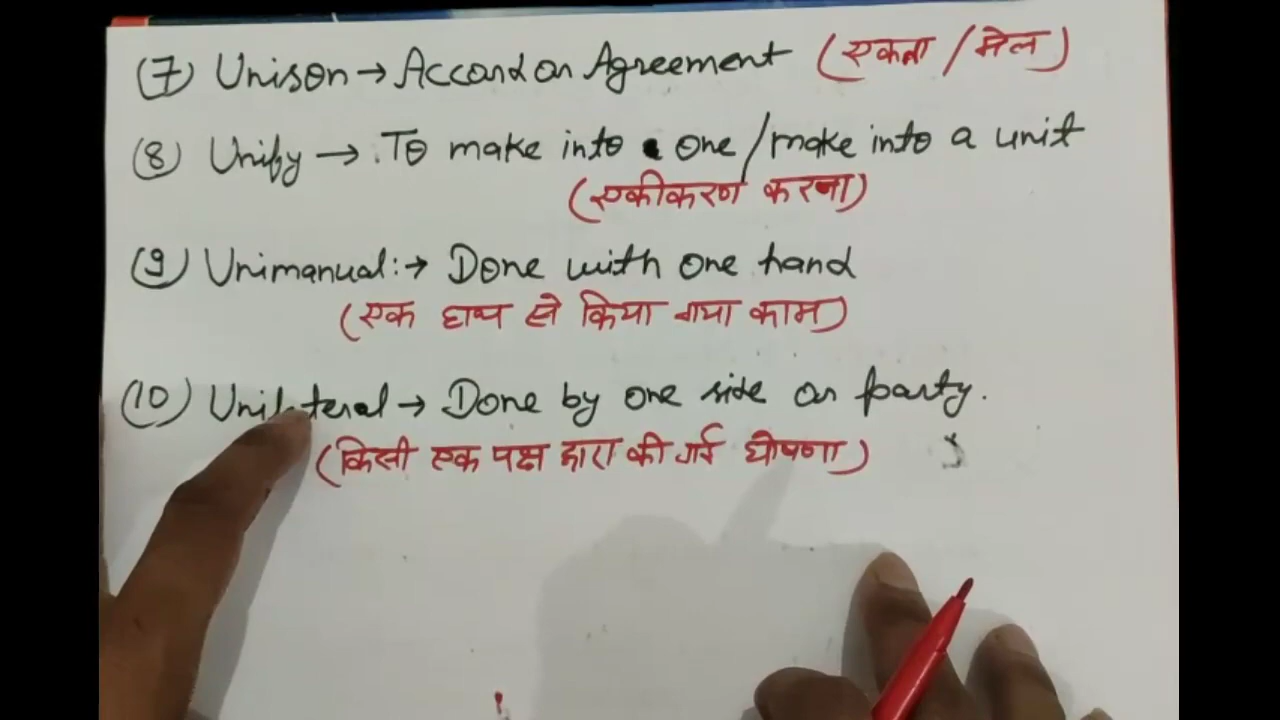 (7) Unison → Accord or Agreement (एकता / मेल)
(8) Unify → To make into one / make into a unit
(एकीकरण करना)
(9) Unimanual :→ Done with one hand
(एक हाथ से किया गया काम)
(10) Unilateral → Done by one side or party.
(किसी एक पक्ष द्वारा की गई घोषणा)